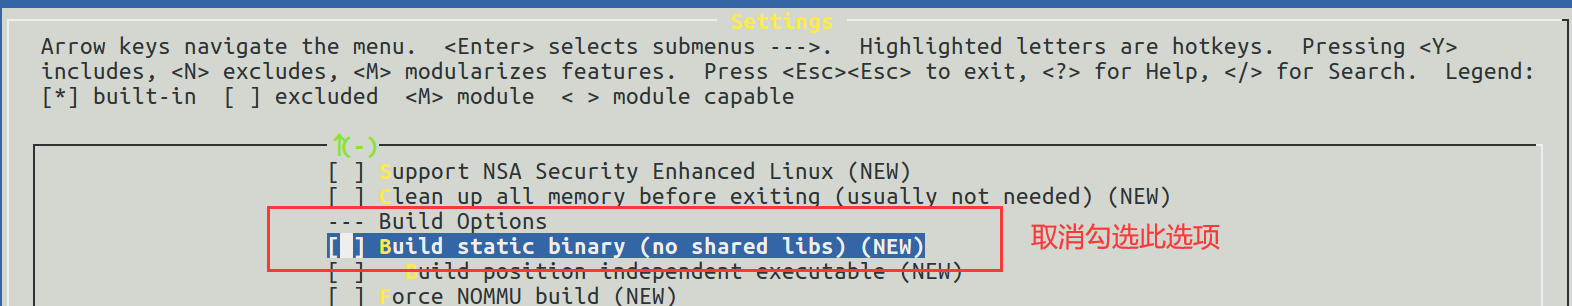 Settings
Arrow keys navigate the menu.  <Enter> selects submenus --->.  Highlighted letters are hotkeys.  Pressing <Y>
includes, <N> excludes, <M> modularizes features.  Press <Esc><Esc> to exit, <?> for Help, </> for Search.  Legend:
[*] built-in  [ ] excluded  <M> module  < > module capable
↑(-)
[ ] Support NSA Security Enhanced Linux (NEW)
[ ] Clean up all memory before exiting (usually not needed) (NEW)
--- Build Options
[ ] Build static binary (no shared libs) (NEW)
取消勾选此选项
[ ]   Build position independent executable (NEW)
[ ] Force NOMMU build (NEW)